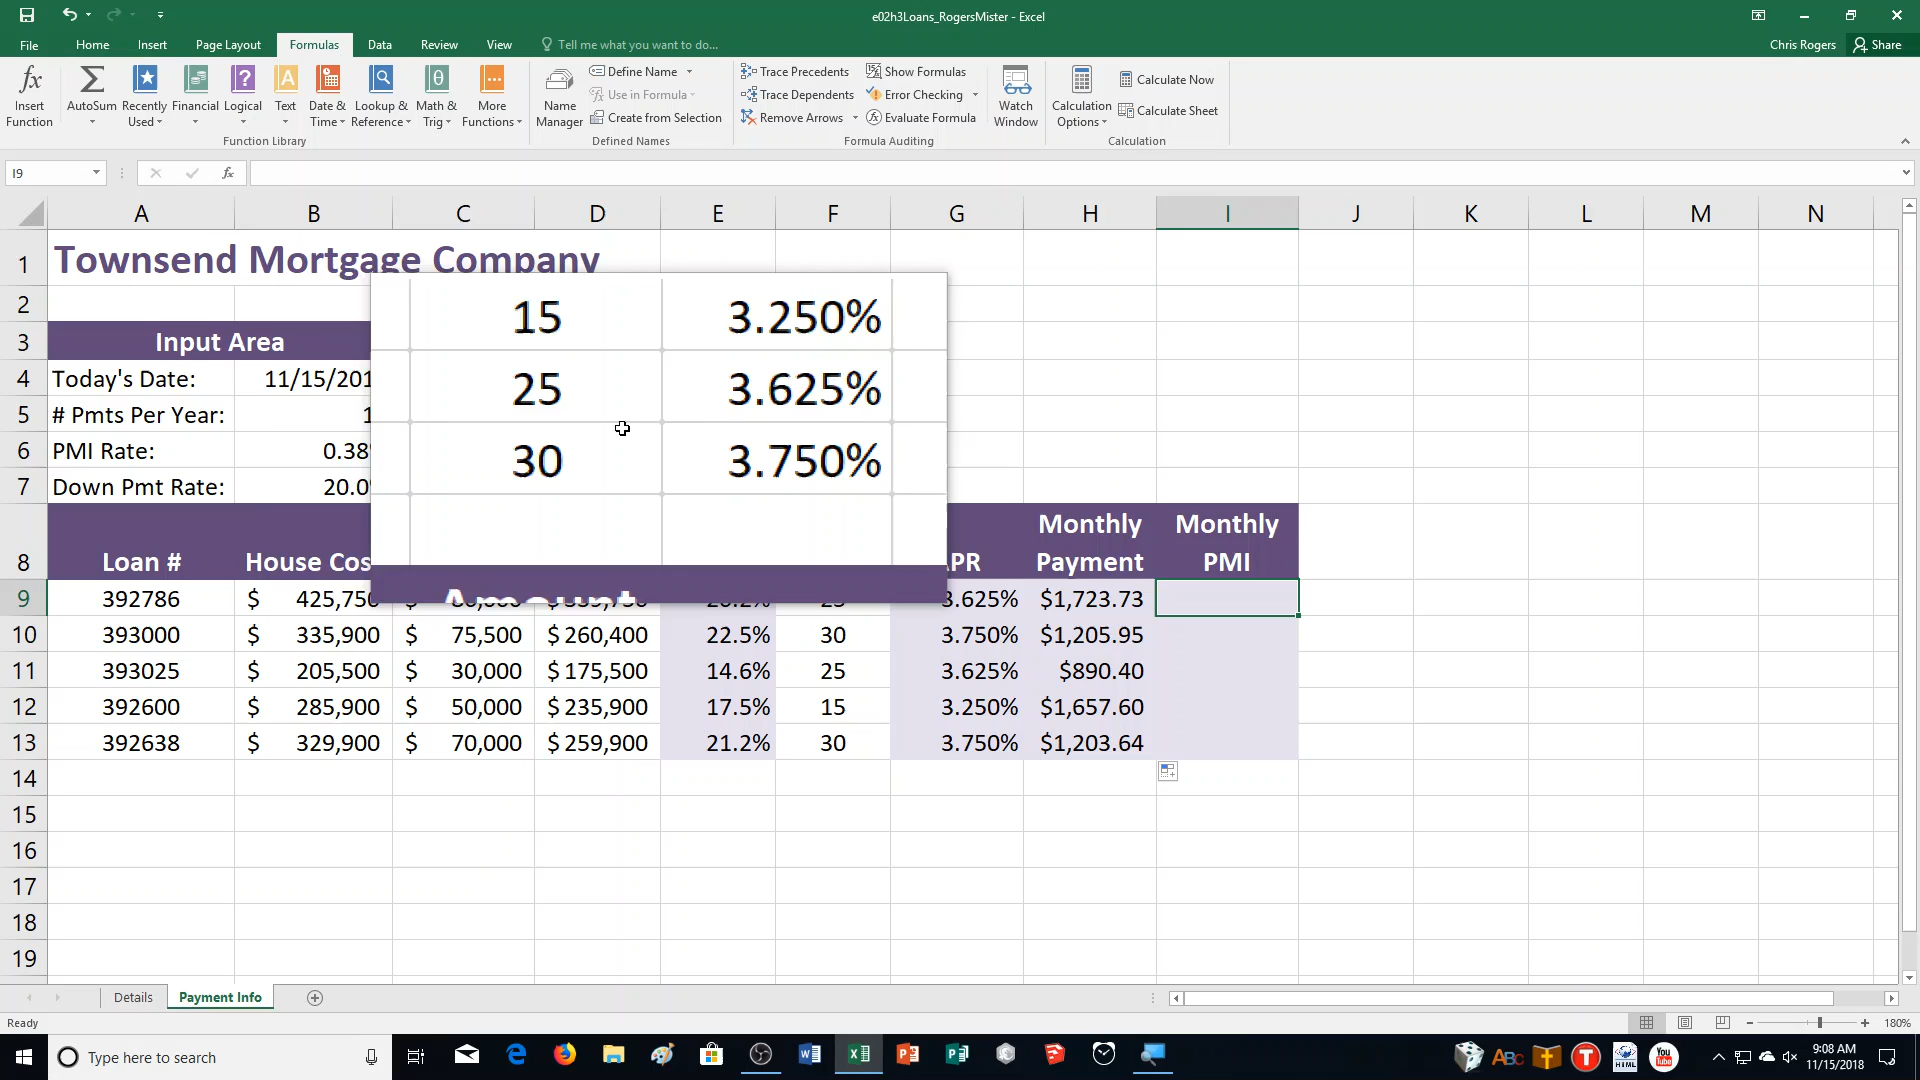 e02h3Loans_RogersMister - Excel
File Home Insert Page Layout Formulas Data Review View Tell me what you want to do... Chris Rogers Share
Insert Function
AutoSum
Recently Used
Financial
Logical
Text
Date & Time
Lookup & Reference
Math & Trig
More Functions
Function Library
Name Manager
Define Name
Use in Formula
Create from Selection
Defined Names
Trace Precedents
Trace Dependents
Remove Arrows
Show Formulas
Error Checking
Evaluate Formula
Formula Auditing
Watch Window
Calculation Options
Calculate Now
Calculate Sheet
Calculation
I9 fx
A B C D E F G H I J K L M N
1 Townsend Mortgage Company
2
3 Input Area
4 Today's Date: 11/15/201
5 # Pmts Per Year: 1
6 PMI Rate: 0.38
7 Down Pmt Rate: 20.0
15 3.250%
25 3.625%
30 3.750%
8 Loan # House Cos PR Monthly Payment Monthly PMI
9 392786 $ 425,750 3.625% $1,723.73
10 393000 $ 335,900 $ 75,500 $ 260,400 22.5% 30 3.750% $1,205.95
11 393025 $ 205,500 $ 30,000 $ 175,500 14.6% 25 3.625% $890.40
12 392600 $ 285,900 $ 50,000 $ 235,900 17.5% 15 3.250% $1,657.60
13 392638 $ 329,900 $ 70,000 $ 259,900 21.2% 30 3.750% $1,203.64
14
15
16
17
18
19
Details Payment Info
Ready 180%
Type here to search
9:08 AM
11/15/2018